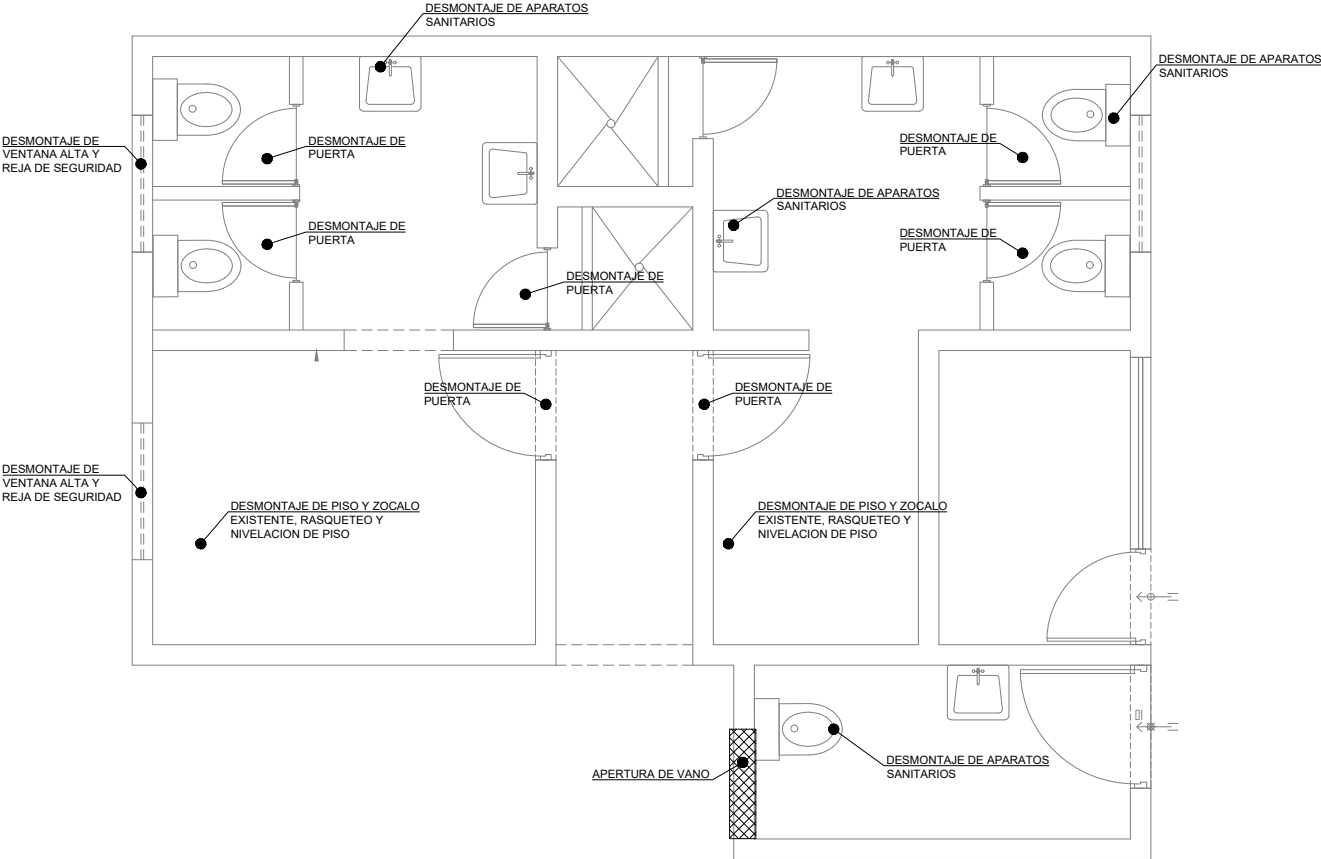 DESMONTAJE DE APARATOS
SANITARIOS
DESMONTAJE DE APARATOS
SANITARIOS
DESMONTAJE DE
VENTANA ALTA Y
REJA DE SEGURIDAD
DESMONTAJE DE
PUERTA
DESMONTAJE DE
PUERTA
DESMONTAJE DE APARATOS
SANITARIOS
DESMONTAJE DE
PUERTA
DESMONTAJE DE
PUERTA
DESMONTAJE DE
PUERTA
DESMONTAJE DE
PUERTA
DESMONTAJE DE
PUERTA
DESMONTAJE DE
VENTANA ALTA Y
REJA DE SEGURIDAD
DESMONTAJE DE PISO Y ZOCALO
EXISTENTE, RASQUETEO Y
NIVELACION DE PISO
DESMONTAJE DE PISO Y ZOCALO
EXISTENTE, RASQUETEO Y
NIVELACION DE PISO
APERTURA DE VANO
DESMONTAJE DE APARATOS
SANITARIOS